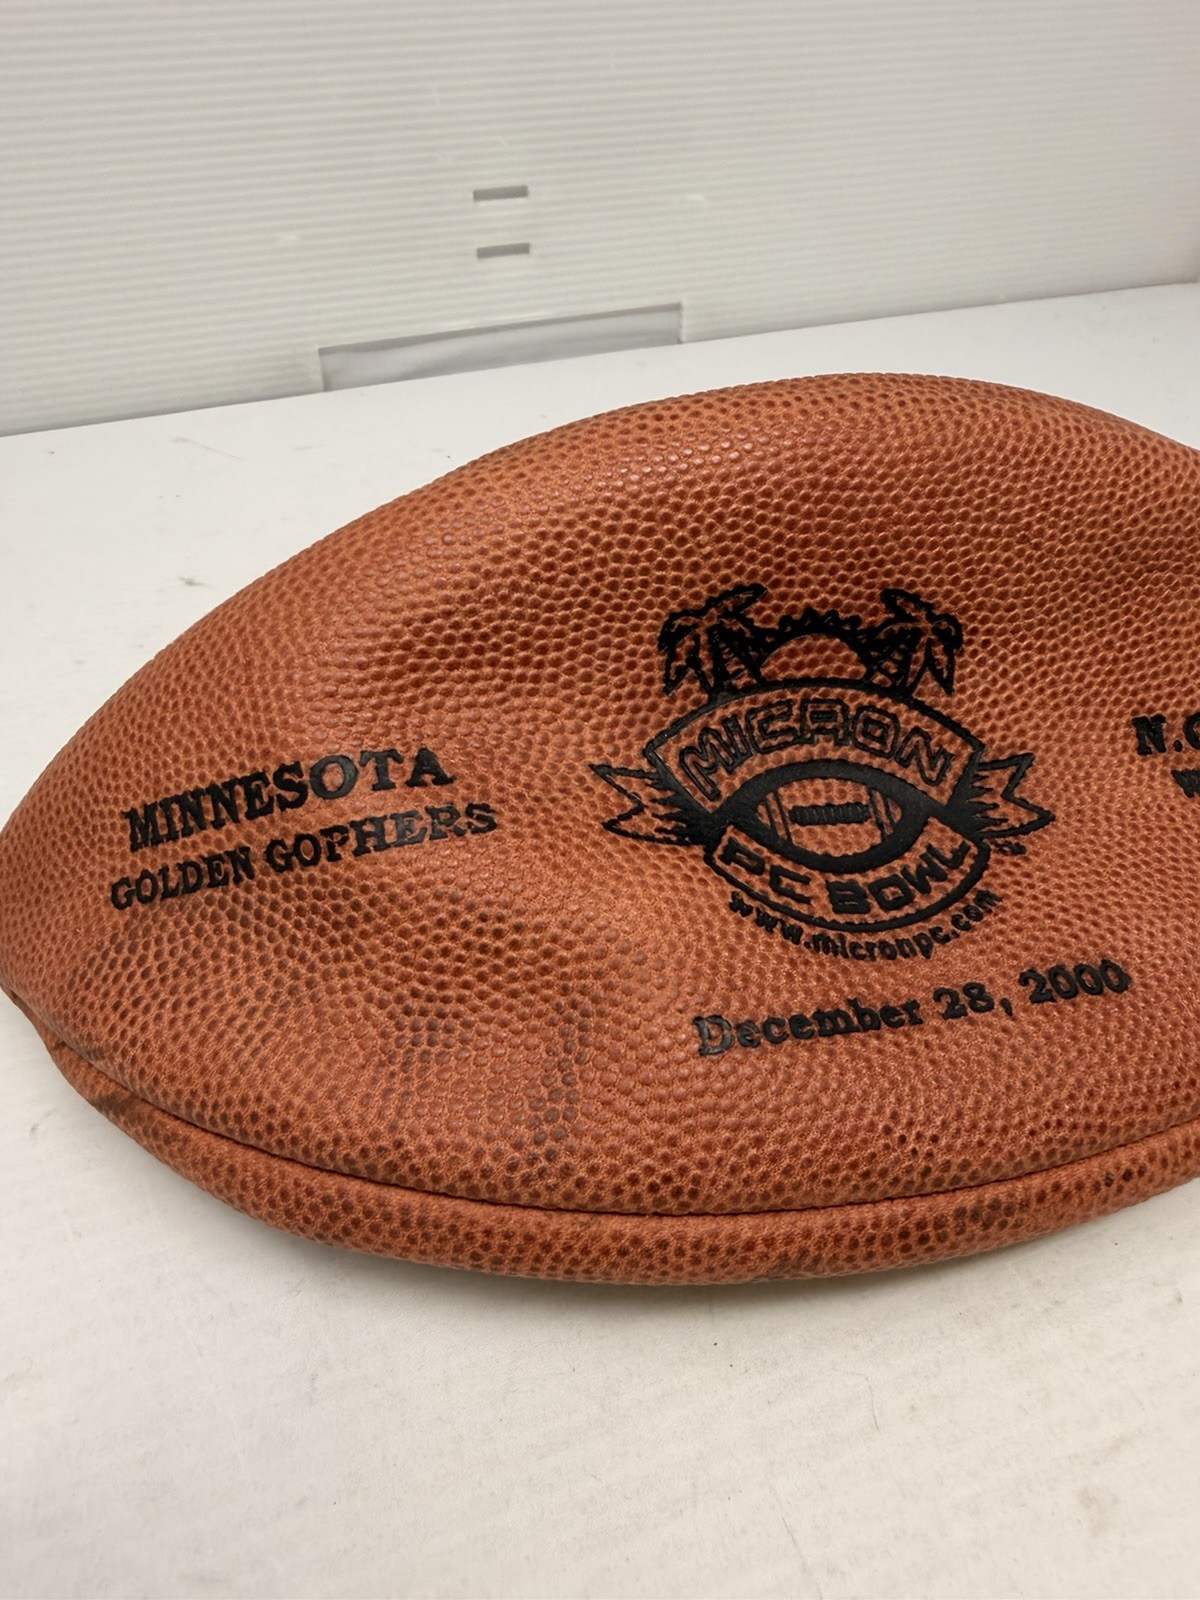 MINNESOTA
GOLDEN GOPHERS
MICRON
PC BOWL
www.micronpc.com
December 28, 2000
N.C